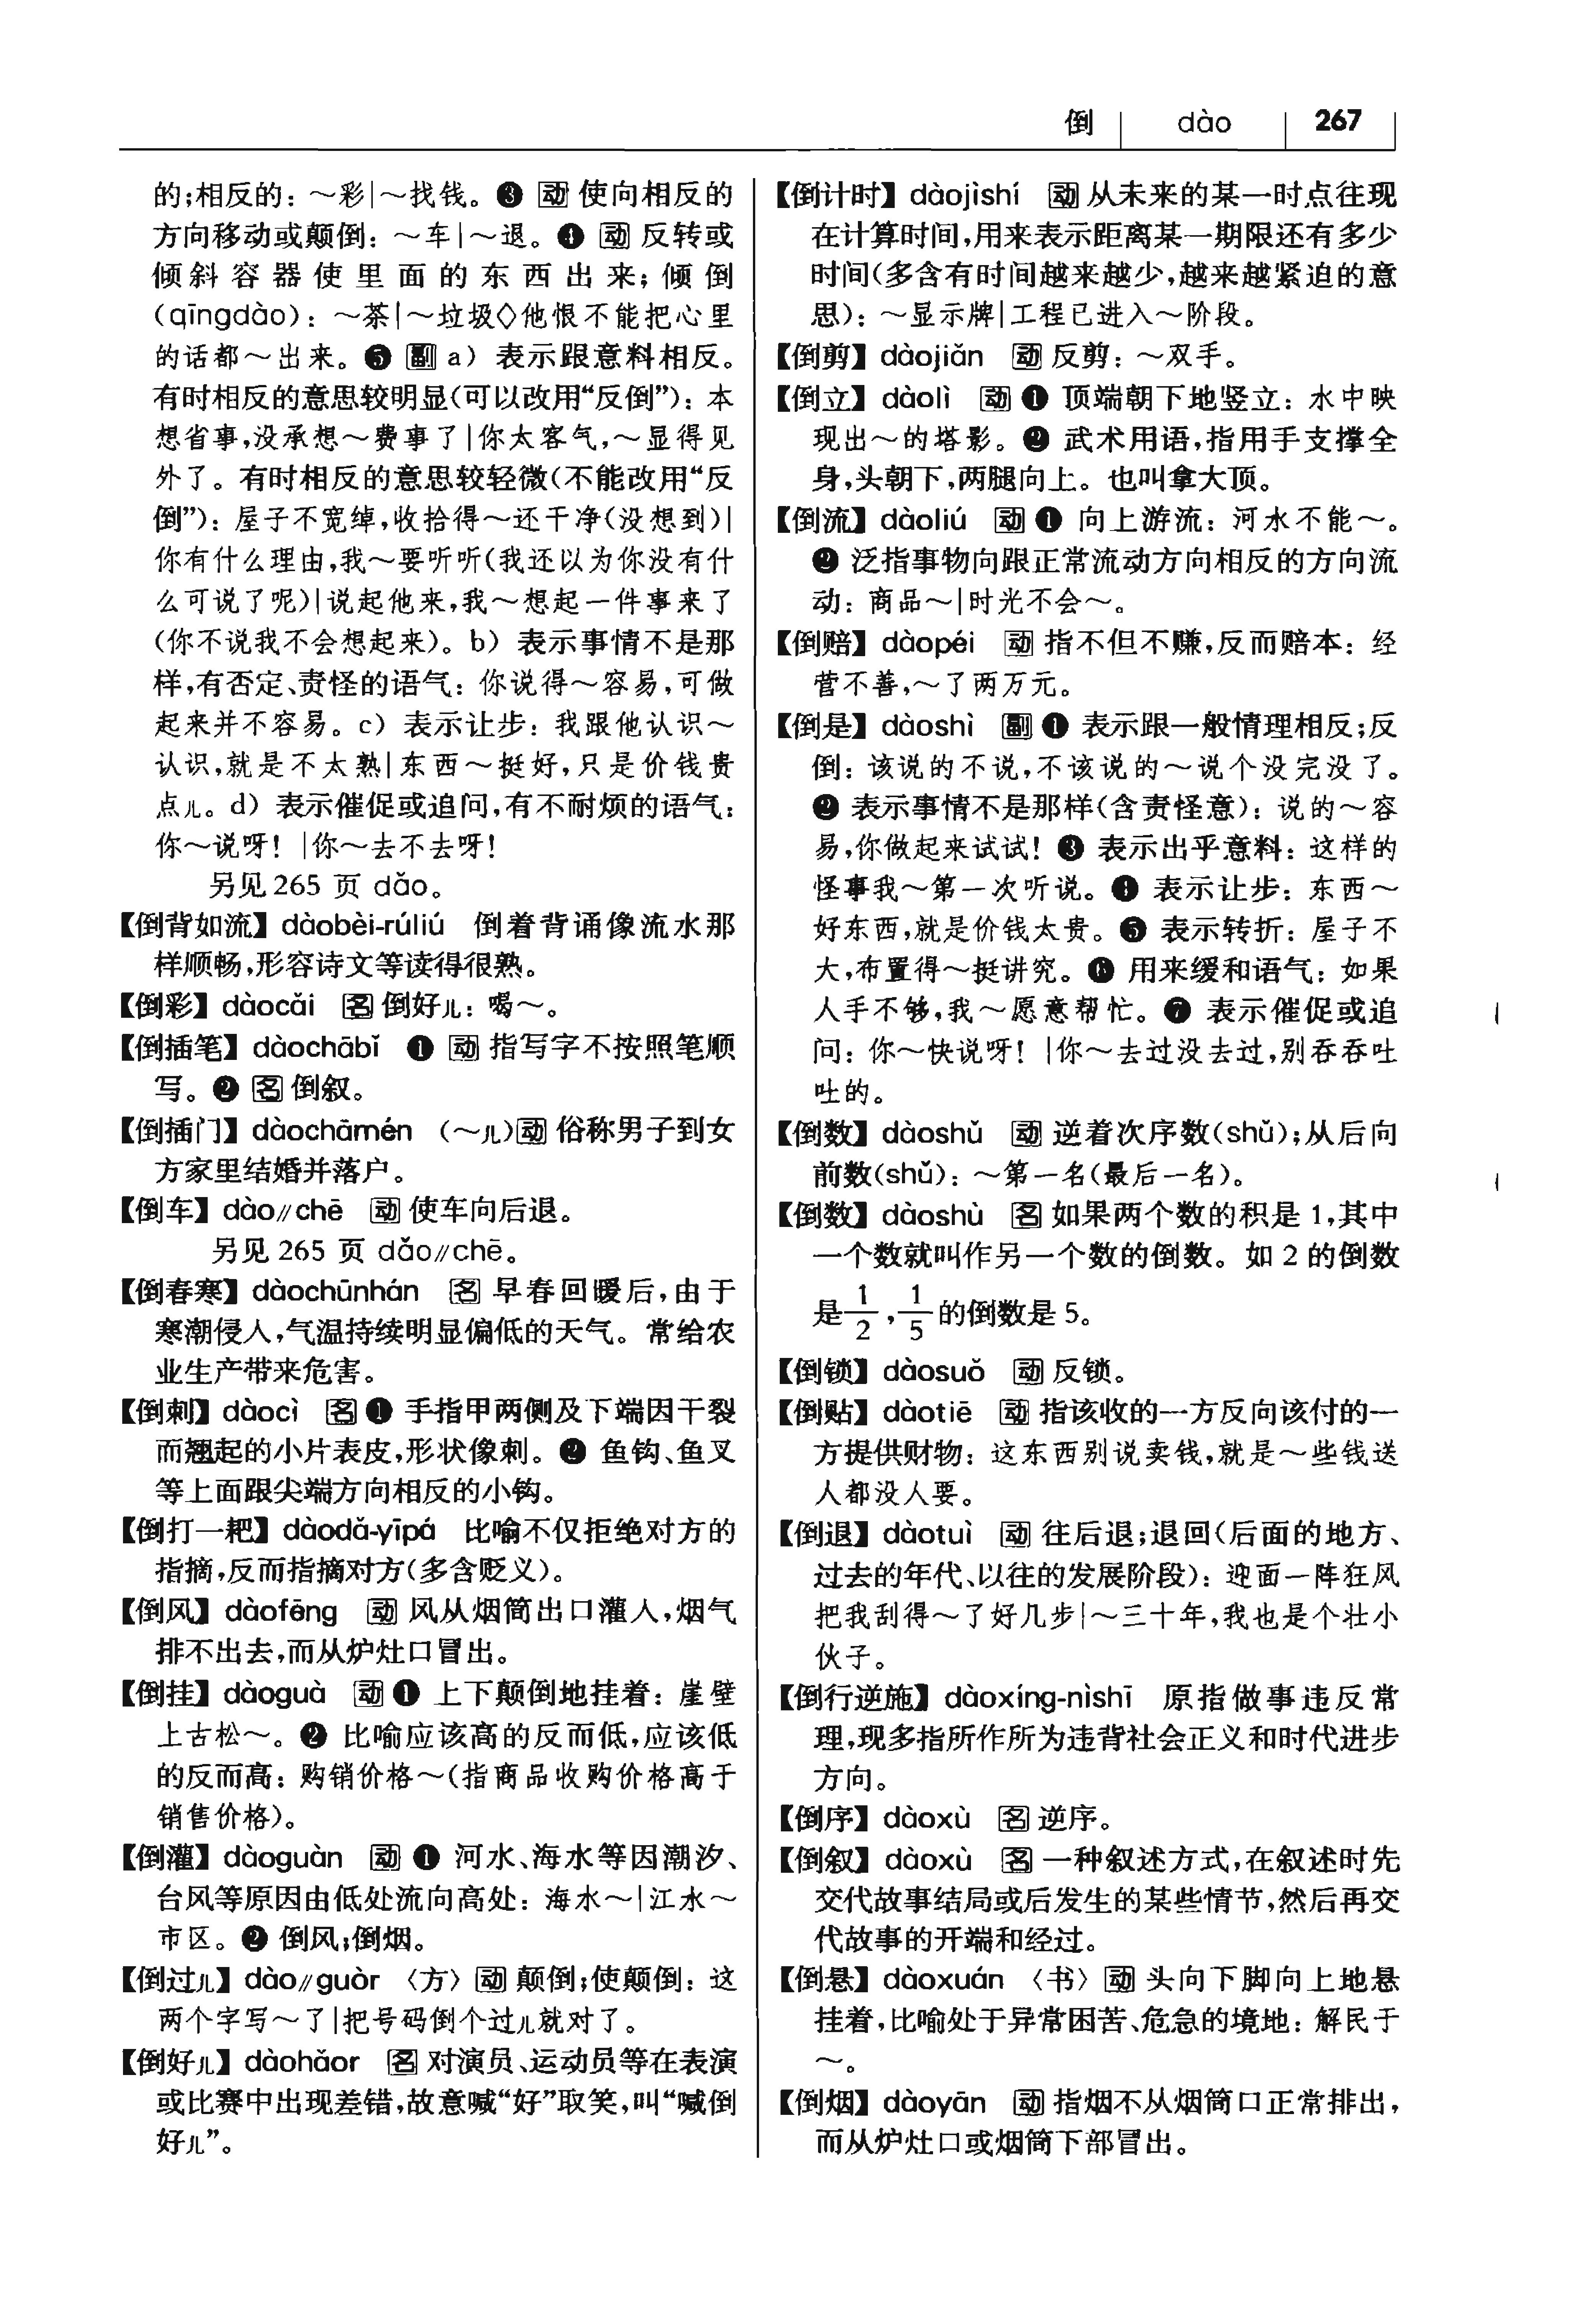 倒 dào 267
的;相反的：～彩|～找钱。❸ 动 使向相反的
方向移动或颠倒：～车|～退。❹ 动 反转或
倾斜容器使里面的东西出来；倾倒
(qīngdào)：～茶|～垃圾◇他恨不能把心里
的话都～出来。❺ 副 a）表示跟意料相反。
有时相反的意思较明显(可以改用“反倒”)：本
想省事，没承想～费事了|你太客气，～显得见
外了。有时相反的意思较轻微(不能改用“反
倒”)：屋子不宽绰，收拾得～还干净(没想到)|
你有什么理由，我～要听听(我还以为你没有什
么可说了呢)|说起他来，我～想起一件事来了
(你不说我不会想起来)。b）表示事情不是那
样，有否定、责怪的语气：你说得～容易，可做
起来并不容易。c）表示让步：我跟他认识～
认识，就是不太熟|东西～挺好，只是价钱贵
点儿。d）表示催促或追问，有不耐烦的语气：
你～说呀！|你～去不去呀！
另见265 页 dǎo。
【倒背如流】dàobèi-rúliú 倒着背诵像流水那
样顺畅，形容诗文等读得很熟。
【倒彩】dàocǎi 名 倒好儿：喝～。
【倒插笔】dàochābǐ ❶ 动 指写字不按照笔顺
写。❷ 名 倒叙。
【倒插门】dàochāmén （～儿）动 俗称男子到女
方家里结婚并落户。
【倒车】dào∥chē 动 使车向后退。
另见 265 页 dǎo∥chē。
【倒春寒】dàochūnhán 名 早春回暖后，由于
寒潮侵入，气温持续明显偏低的天气。常给农
业生产带来危害。
【倒刺】dàocì 名 ❶ 手指甲两侧及下端因干裂
而翘起的小片表皮，形状像刺。❷ 鱼钩、鱼叉
等上面跟尖端方向相反的小钩。
【倒打一耙】dàodǎ-yīpá 比喻不仅拒绝对方的
指摘，反而指摘对方(多含贬义)。
【倒风】dàofēng 动 风从烟筒出口灌入，烟气
排不出去，而从炉灶口冒出。
【倒挂】dàoguà 动 ❶ 上下颠倒地挂着：崖壁
上古松～。❷ 比喻应该高的反而低，应该低
的反而高：购销价格～(指商品收购价格高于
销售价格)。
【倒灌】dàoguàn 动 ❶ 河水、海水等因潮汐、
台风等原因由低处流向高处：海水～|江水～
市区。❷ 倒风;倒烟。
【倒过儿】dào∥guòr 〈方〉动 颠倒;使颠倒：这
两个字写～了|把号码倒个过儿就对了。
【倒好儿】dàohǎor 名 对演员、运动员等在表演
或比赛中出现差错，故意喊“好”取笑，叫“喊倒
好儿”。
【倒计时】dàojìshí 动 从未来的某一时点往现
在计算时间，用来表示距离某一期限还有多少
时间(多含有时间越来越少，越来越紧迫的意
思)：～显示牌|工程已进入～阶段。
【倒剪】dàojiǎn 动 反剪：～双手。
【倒立】dàolì 动 ❶ 顶端朝下地竖立：水中映
现出～的塔影。❷ 武术用语，指用手支撑全
身，头朝下，两腿向上。也叫拿大顶。
【倒流】dàoliú 动 ❶ 向上游流：河水不能～。
❷ 泛指事物向跟正常流动方向相反的方向流
动：商品～|时光不会～。
【倒赔】dàopéi 动 指不但不赚，反而赔本：经
营不善，～了两万元。
【倒是】dàoshì 副 ❶ 表示跟一般情理相反;反
倒：该说的不说，不该说的～说个没完没了。
❷ 表示事情不是那样(含责怪意)：说的～容
易，你做起来试试！❸ 表示出乎意料：这样的
怪事我～第一次听说。❹ 表示让步：东西～
好东西，就是价钱太贵。❺ 表示转折：屋子不
大，布置得～挺讲究。❻ 用来缓和语气：如果
人手不够，我～愿意帮忙。❼ 表示催促或追
问：你～快说呀！|你～去过没去过，别吞吞吐
吐的。
【倒数】dàoshǔ 动 逆着次序数(shǔ)；从后向
前数(shǔ)：～第一名(最后一名)。
【倒数】dàoshù 名 如果两个数的积是 1，其中
一个数就叫作另一个数的倒数。如 2 的倒数
是1/2，1/5的倒数是 5。
【倒锁】dàosuǒ 动 反锁。
【倒贴】dàotiē 动 指该收的一方反向该付的一
方提供财物：这东西别说卖钱，就是～些钱送
人都没人要。
【倒退】dàotuì 动 往后退;退回(后面的地方、
过去的年代、以往的发展阶段)：迎面一阵狂风
把我刮得～了好几步|～三十年，我也是个壮小
伙子。
【倒行逆施】dàoxíng-nìshī 原指做事违反常
理，现多指所作所为违背社会正义和时代进步
方向。
【倒序】dàoxù 名 逆序。
【倒叙】dàoxù 名 一种叙述方式，在叙述时先
交代故事结局或后发生的某些情节，然后再交
代故事的开端和经过。
【倒悬】dàoxuán 〈书〉动 头向下脚向上地悬
挂着，比喻处于异常困苦、危急的境地：解民于
～。
【倒烟】dàoyān 动 指烟不从烟筒口正常排出，
而从炉灶口或烟筒下部冒出。